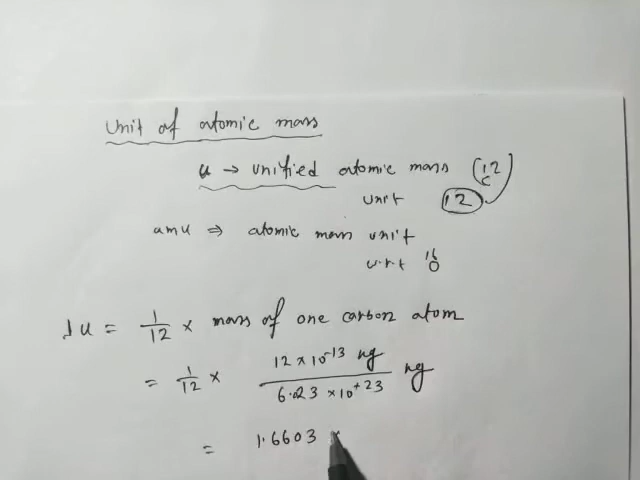 Unit of atomic mass
u → unified atomic mass (12 C
unit 12
amu ⇒ atomic mass unit
w.r.t 16 O
1 u = 1/12 × mass of one carbon atom
= 1/12 × 12 × 10-13 kg / 6.023 × 10+23 kg
= 1.6603 ×